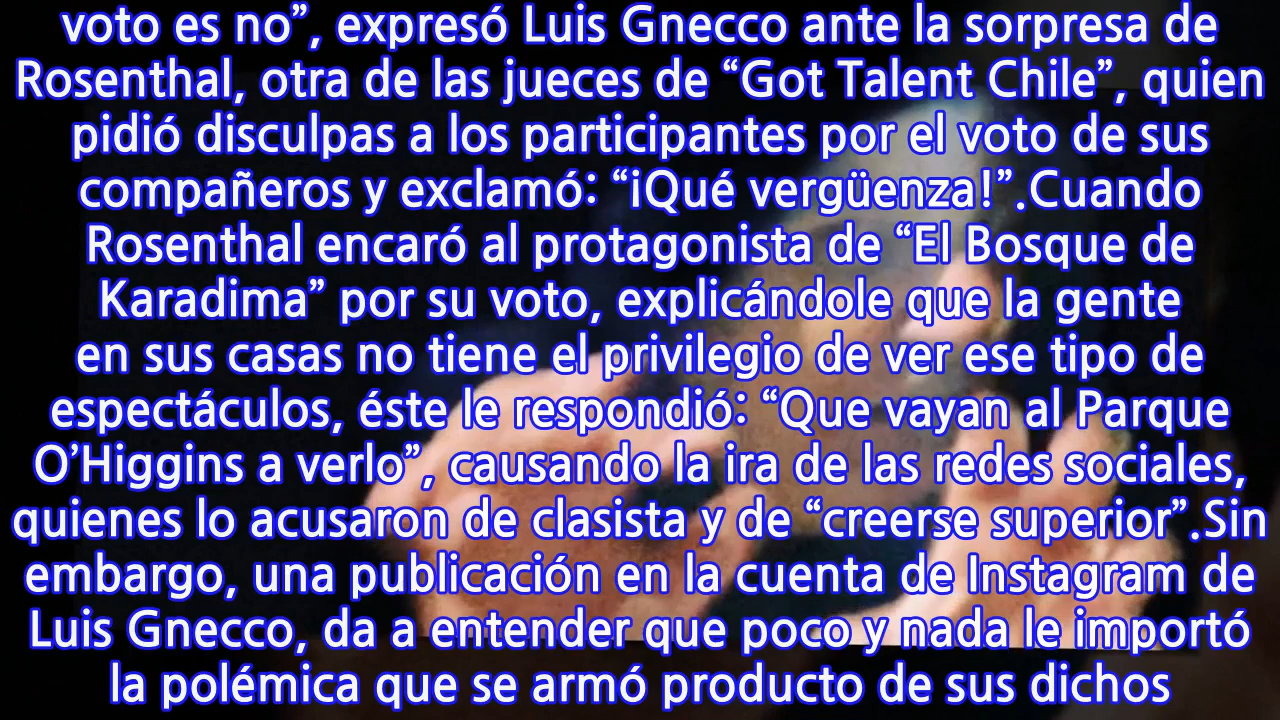 voto es no”, expresó Luis Gnecco ante la sorpresa de
Rosenthal, otra de las jueces de “Got Talent Chile”, quien
pidió disculpas a los participantes por el voto de sus
compañeros y exclamó: “¡Qué vergüenza!”.Cuando
Rosenthal encaró al protagonista de “El Bosque de
Karadima” por su voto, explicándole que la gente
en sus casas no tiene el privilegio de ver ese tipo de
espectáculos, éste le respondió: “Que vayan al Parque
O’Higgins a verlo”, causando la ira de las redes sociales,
quienes lo acusaron de clasista y de “creerse superior”.Sin
embargo, una publicación en la cuenta de Instagram de
Luis Gnecco, da a entender que poco y nada le importó
la polémica que se armó producto de sus dichos